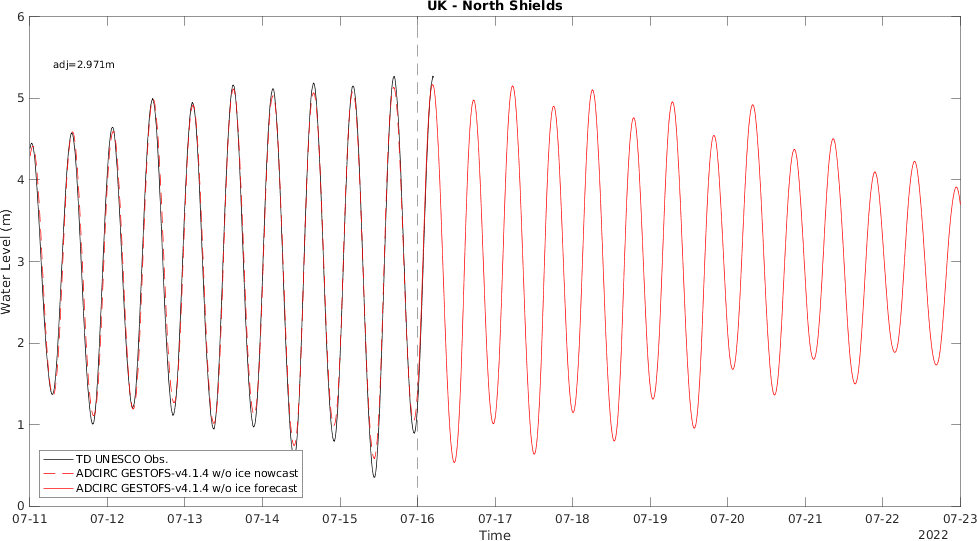 UK - North Shields
6
adj=2.971m
5
4
3
2
1
0
Water Level (m)
TD UNESCO Obs.
ADCIRC GESTOFS-v4.1.4 w/o ice nowcast
ADCIRC GESTOFS-v4.1.4 w/o ice forecast
07-11 07-12 07-13 07-14 07-15 07-16 07-17 07-18 07-19 07-20 07-21 07-22 07-23
Time
2022